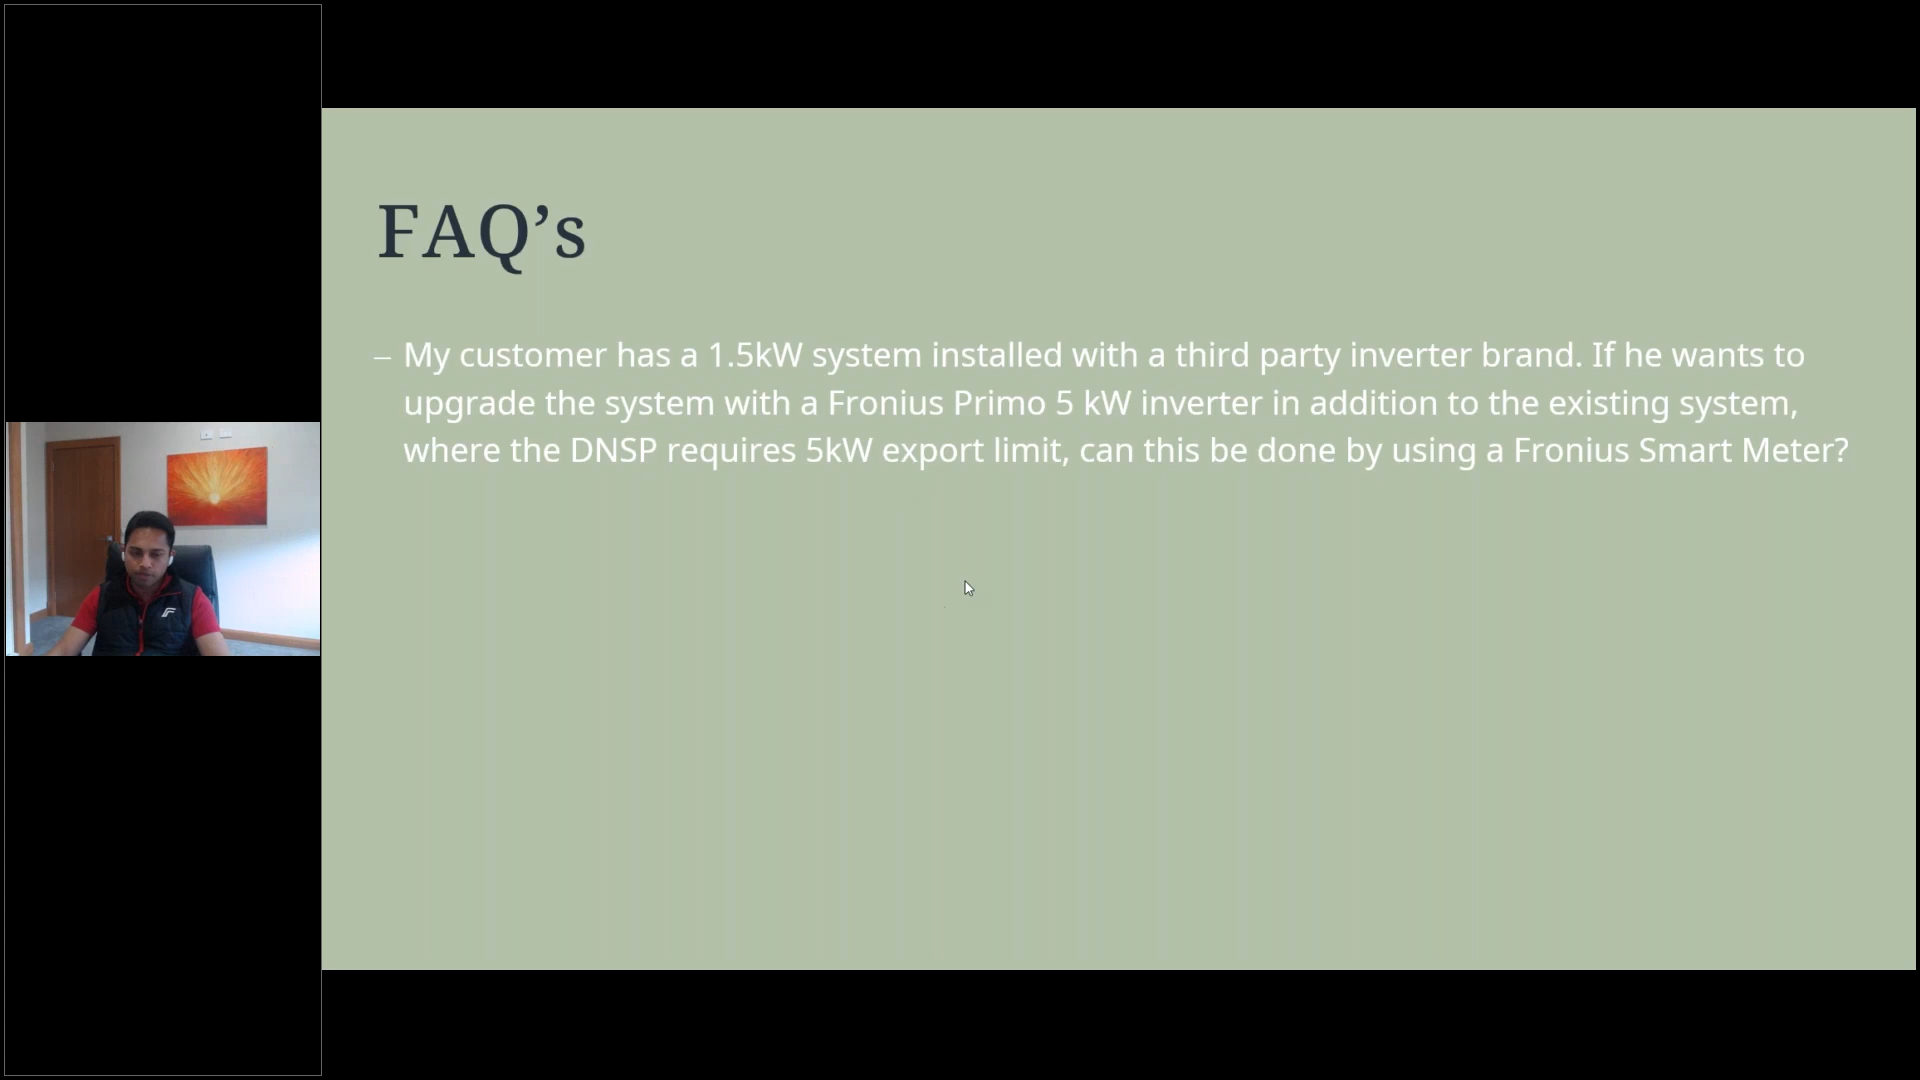 FAQ’s
– My customer has a 1.5kW system installed with a third party inverter brand. If he wants to
upgrade the system with a Fronius Primo 5 kW inverter in addition to the existing system,
where the DNSP requires 5kW export limit, can this be done by using a Fronius Smart Meter?